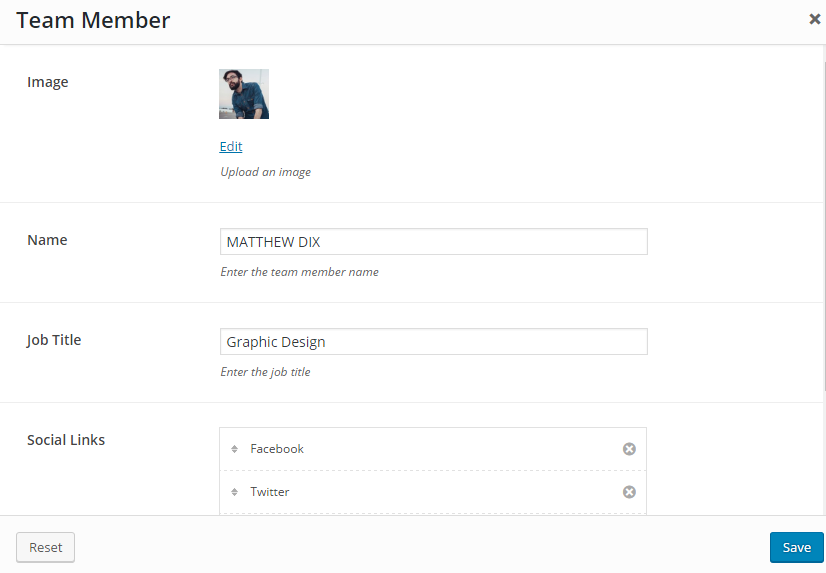 Team Member
Image
Edit
Upload an image
Name
MATTHEW DIX
Enter the team member name
Job Title
Graphic Design
Enter the job title
Social Links
Facebook
Twitter
Reset
Save